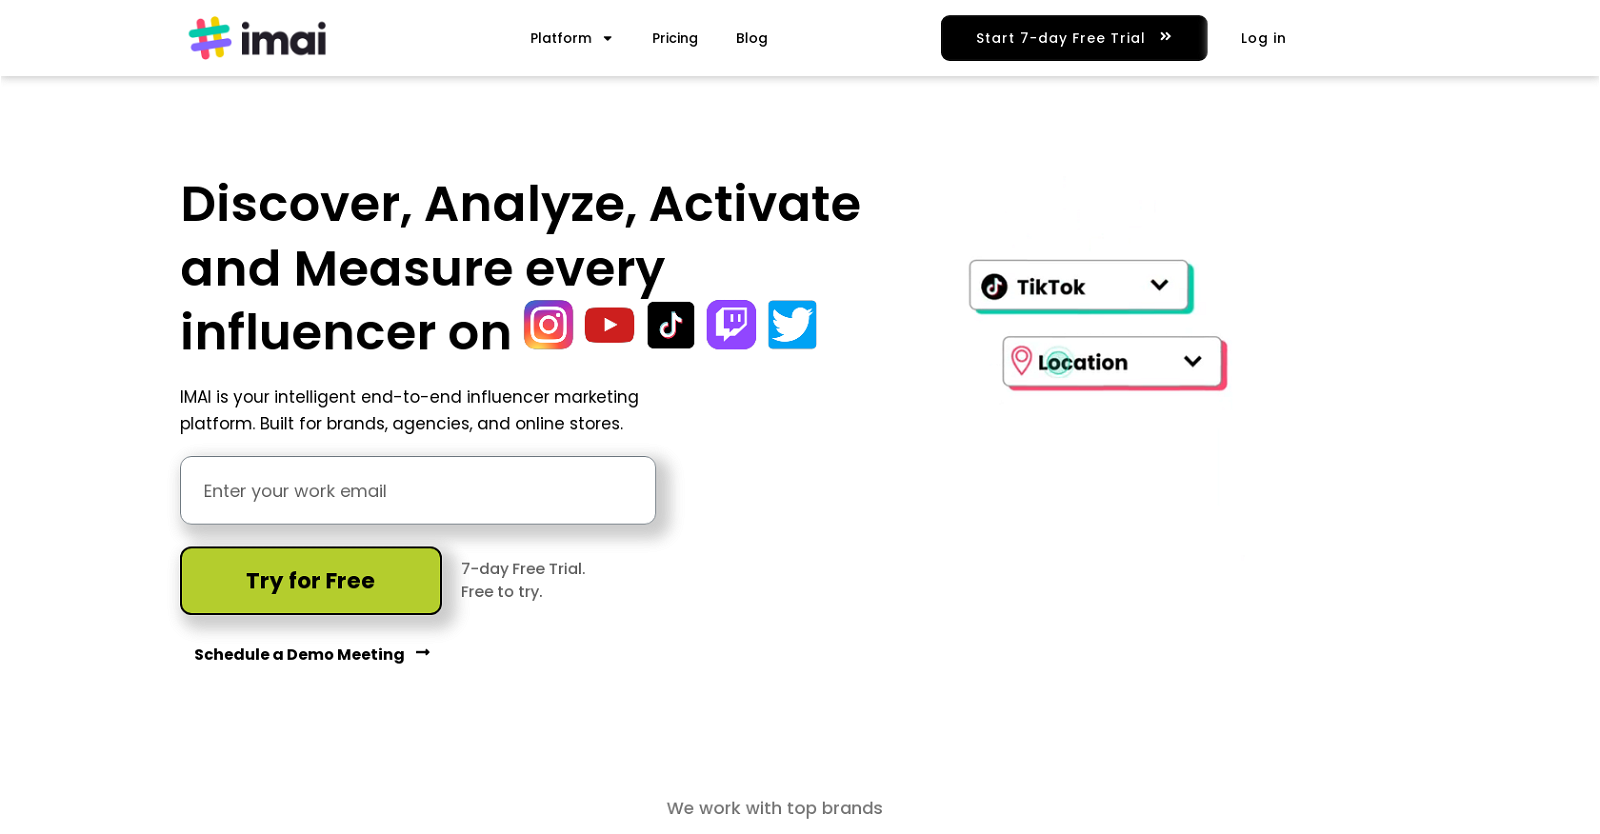 imai
Platform
Pricing
Blog
Start 7-day Free Trial »
Log in
Discover, Analyze, Activate
and Measure every
influencer on
TikTok
Location
IMAI is your intelligent end-to-end influencer marketing
platform. Built for brands, agencies, and online stores.
Enter your work email
Try for Free
7-day Free Trial.
Free to try.
Schedule a Demo Meeting
We work with top brands